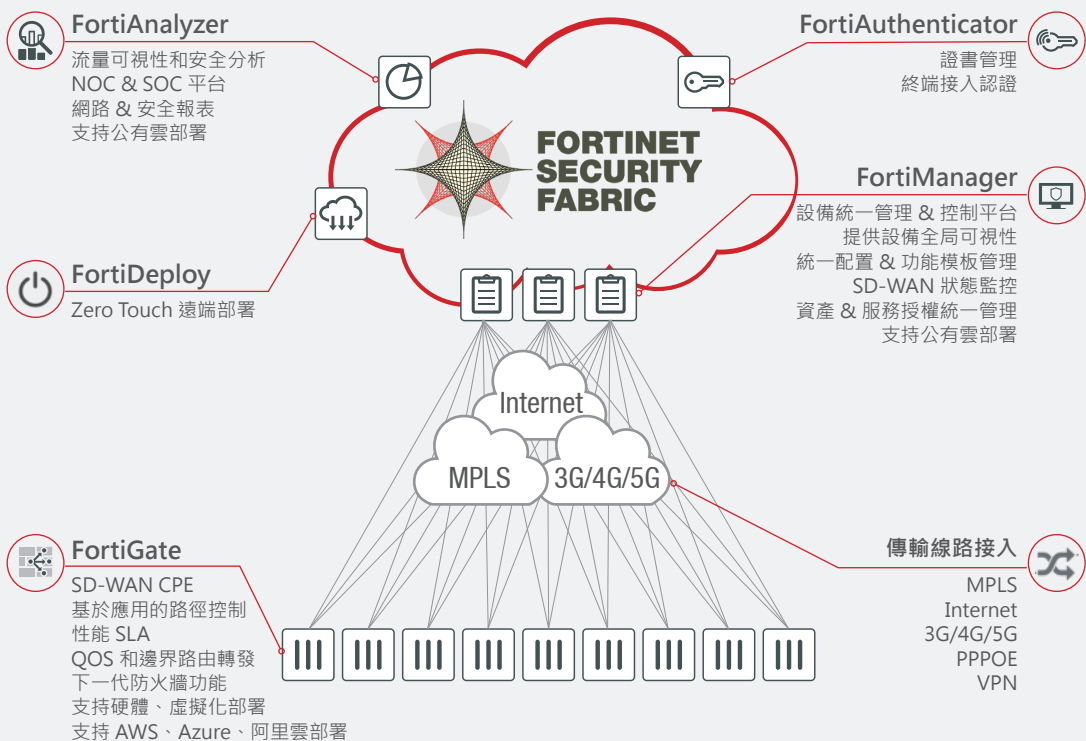 FortiAnalyzer
流量可視性和安全分析
NOC & SOC 平台
網路 & 安全報表
支持公有雲部署
FortiAuthenticator
證書管理
終端接入認證
FORTINET
SECURITY
FABRIC
FortiManager
設備統一管理 & 控制平台
提供設備全局可視性
統一配置 & 功能模板管理
SD-WAN 狀態監控
資產 & 服務授權統一管理
支持公有雲部署
FortiDeploy
Zero Touch 遠端部署
Internet
MPLS
3G/4G/5G
FortiGate
SD-WAN CPE
基於應用的路徑控制
性能 SLA
QOS 和邊界路由轉發
下一代防火牆功能
支持硬體、虛擬化部署
支持 AWS、Azure、阿里雲部署
傳輸線路接入
MPLS
Internet
3G/4G/5G
PPPOE
VPN